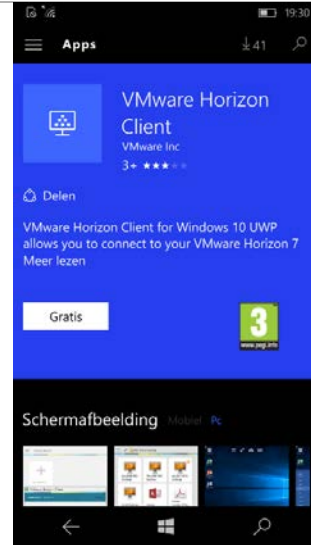 19:30
Apps
41
VMware Horizon
Client
VMware Inc
3+
Delen
VMware Horizon Client for Windows 10 UWP
allows you to connect to your VMware Horizon 7
Meer lezen
Gratis
3
www.pegi.info
Schermafbeelding Mobiel Pc